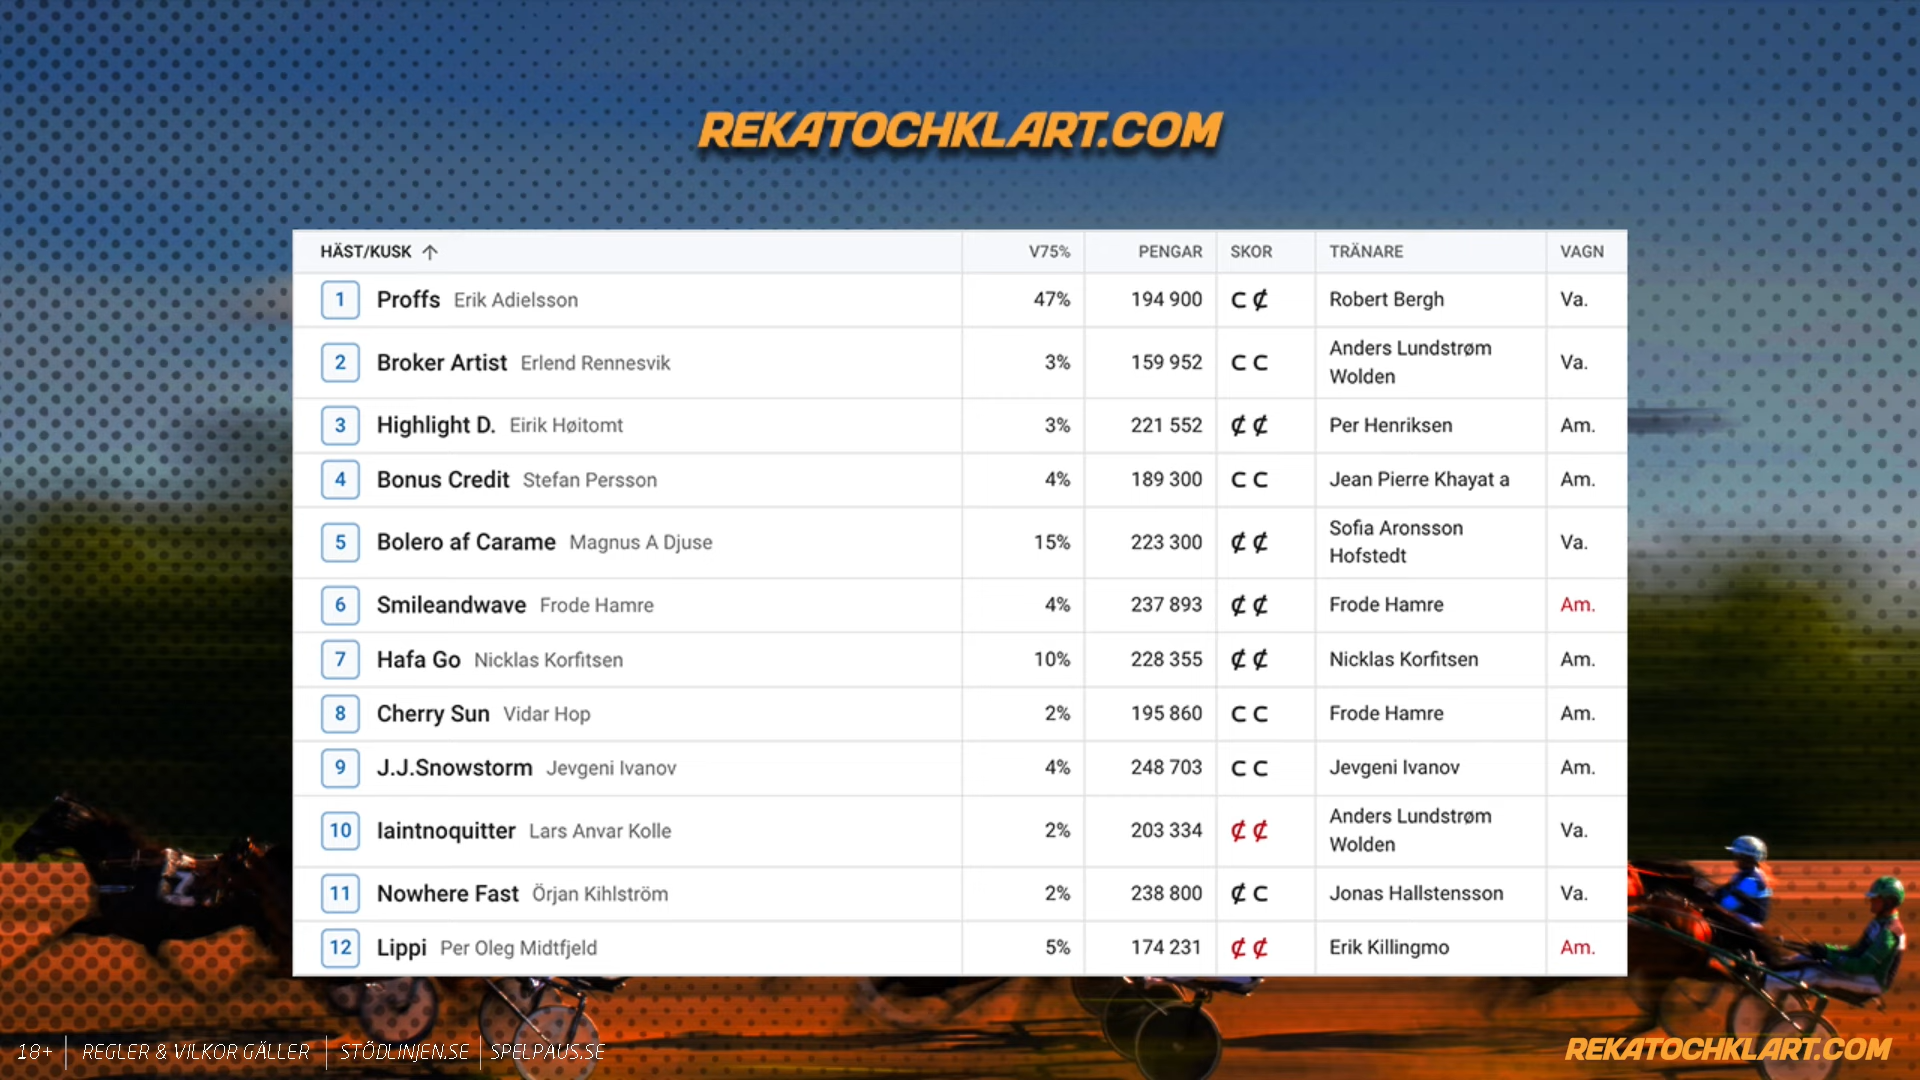 REKATOCHKLART.COM
HÄST/KUSK ↑ V75% PENGAR SKOR TRÄNARE VAGN
1 Proffs Erik Adielsson 47% 194 900 C ₵ Robert Bergh Va.
2 Broker Artist Erlend Rennesvik 3% 159 952 C C Anders Lundstrøm Wolden Va.
3 Highlight D. Eirik Høitomt 3% 221 552 ₵ ₵ Per Henriksen Am.
4 Bonus Credit Stefan Persson 4% 189 300 C C Jean Pierre Khayat a Am.
5 Bolero af Carame Magnus A Djuse 15% 223 300 ₵ ₵ Sofia Aronsson Hofstedt Va.
6 Smileandwave Frode Hamre 4% 237 893 ₵ ₵ Frode Hamre Am.
7 Hafa Go Nicklas Korfitsen 10% 228 355 ₵ ₵ Nicklas Korfitsen Am.
8 Cherry Sun Vidar Hop 2% 195 860 C C Frode Hamre Am.
9 J.J.Snowstorm Jevgeni Ivanov 4% 248 703 C C Jevgeni Ivanov Am.
10 Iaintnoquitter Lars Anvar Kolle 2% 203 334 ₵ ₵ Anders Lundstrøm Wolden Va.
11 Nowhere Fast Örjan Kihlström 2% 238 800 ₵ C Jonas Hallstensson Va.
12 Lippi Per Oleg Midtfjeld 5% 174 231 ₵ ₵ Erik Killingmo Am.
18+ | REGLER & VILKOR GÄLLER | STÖDLINJEN.SE | SPELPAUS.SE
REKATOCHKLART.COM